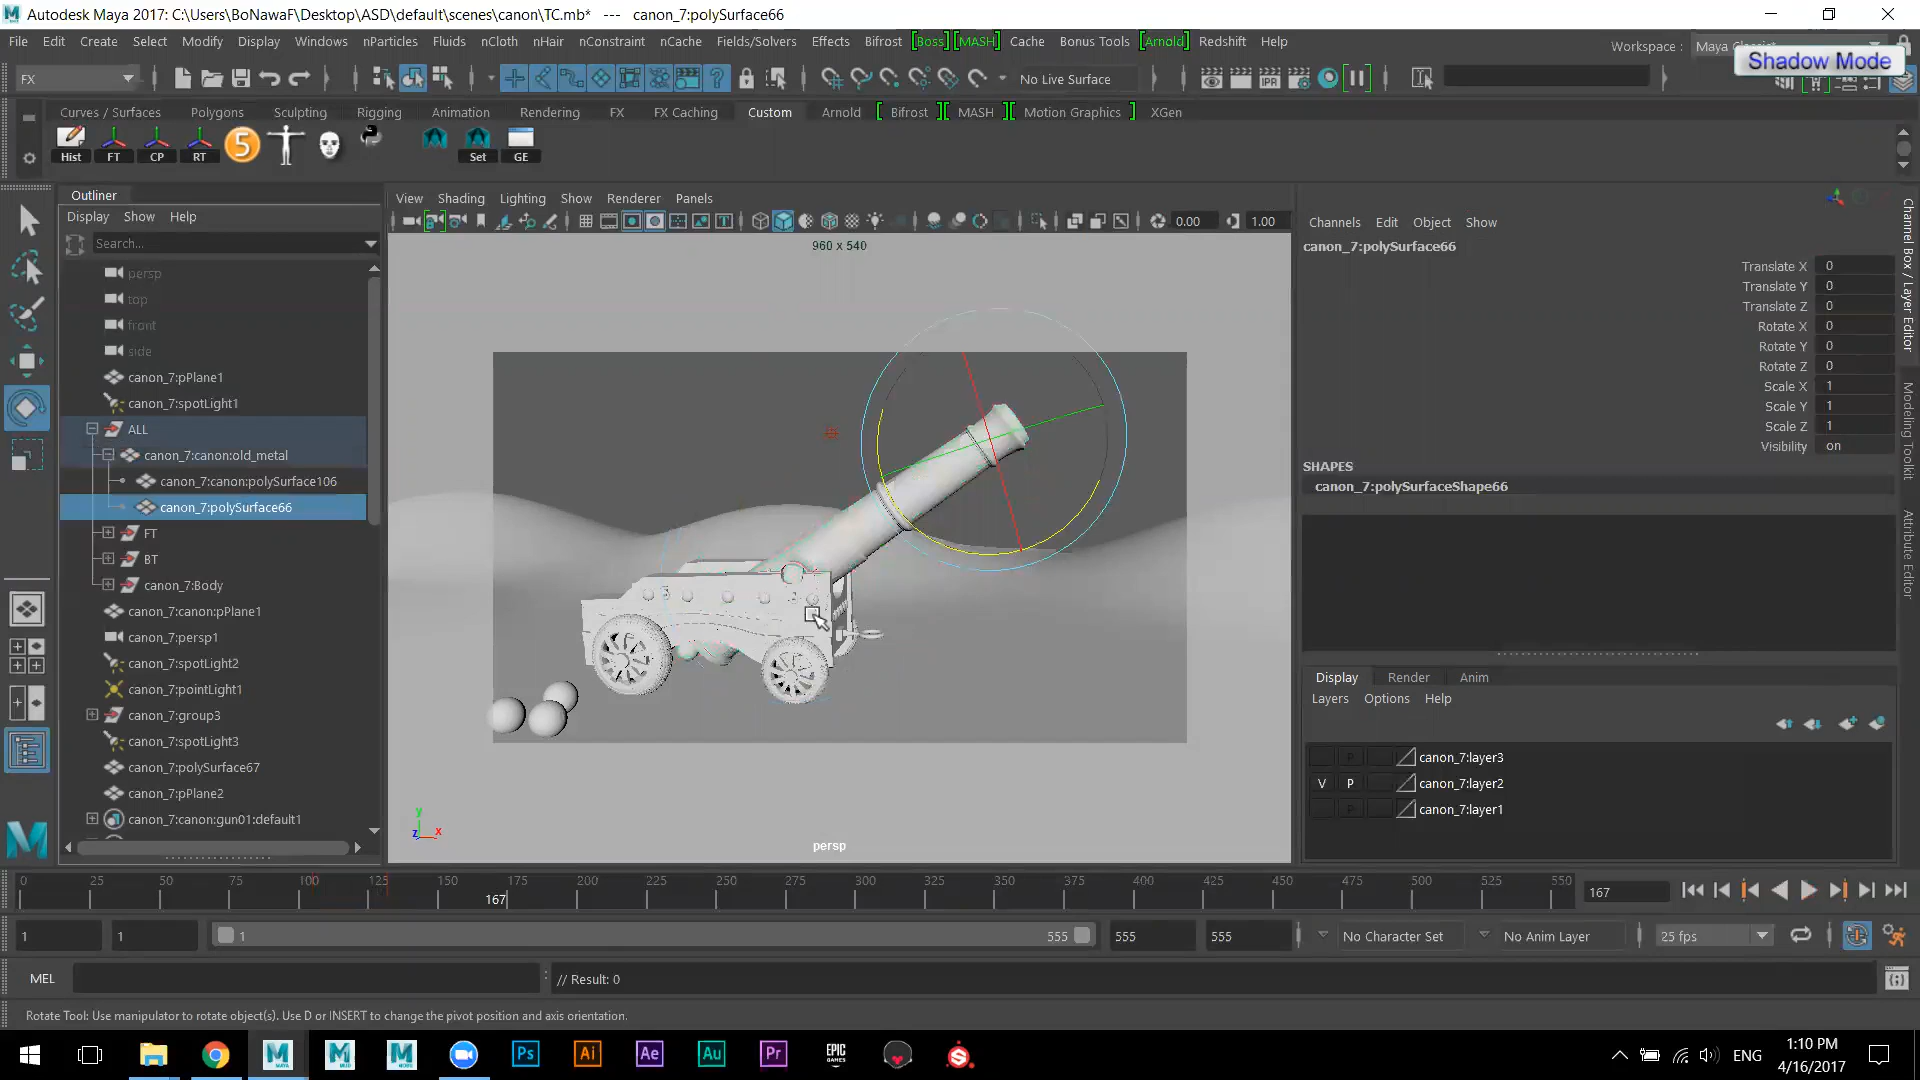 Autodesk Maya 2017: C:\Users\BoNawaF\Desktop\ASD\default\scenes\canon\TC.mb*   ---   canon_7:polySurface66
File Edit Create Select Modify Display Windows nParticles Fluids nCloth nHair nConstraint nCache Fields/Solvers Effects Bifrost [Boss] [MASH] Cache Bonus Tools [Arnold] Redshift Help
Workspace :
Shadow Mode
FX
No Live Surface
IPR
Curves / Surfaces Polygons Sculpting Rigging Animation Rendering FX FX Caching Custom Arnold [ Bifrost ] [ MASH ] [ Motion Graphics ] XGen
Hist FT CP RT 5 Set GE
Outliner
Display Show Help
Search...
persp
top
front
side
canon_7:pPlane1
canon_7:spotLight1
ALL
canon_7:canon:old_metal
canon_7:canon:polySurface106
canon_7:polySurface66
FT
BT
canon_7:Body
canon_7:canon:pPlane1
canon_7:persp1
canon_7:spotLight2
canon_7:pointLight1
canon_7:group3
canon_7:spotLight3
canon_7:polySurface67
canon_7:pPlane2
canon_7:canon:gun01:default1
View Shading Lighting Show Renderer Panels
0.00 1.00
960 x 540
y
z x
persp
Channels Edit Object Show
canon_7:polySurface66
Translate X 0
Translate Y 0
Translate Z 0
Rotate X 0
Rotate Y 0
Rotate Z 0
Scale X 1
Scale Y 1
Scale Z 1
Visibility on
SHAPES
canon_7:polySurfaceShape66
Display Render Anim
Layers Options Help
P canon_7:layer3
V P canon_7:layer2
P canon_7:layer1
Channel Box / Layer Editor
Modeling Toolkit
Attribute Editor
0 25 50 75 100 125 150 175 200 225 250 275 300 325 350 375 400 425 450 475 500 525 550
167
167
1 1 1 555 555 555 No Character Set No Anim Layer 25 fps
MEL // Result: 0
Rotate Tool: Use manipulator to rotate object(s). Use D or INSERT to change the pivot position and axis orientation.
Ps Ai Ae Au Pr EPIC GAMES
ENG
1:10 PM
4/16/2017